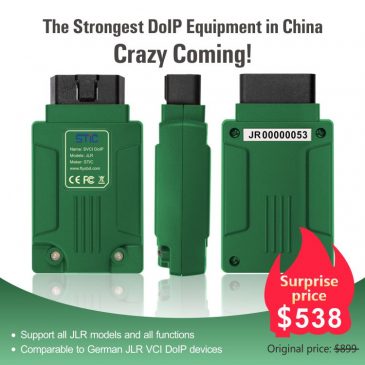 The Strongest DoIP Equipment in China
Crazy Coming!
STIC
Name: SVCI DoIP
Models: JLR
Maker: STIC
CE FC
JR00000053
Surprise
price
$538
Original price: $899
• Support all JLR models and all functions
• Comparable to German JLR VCI DoIP devices